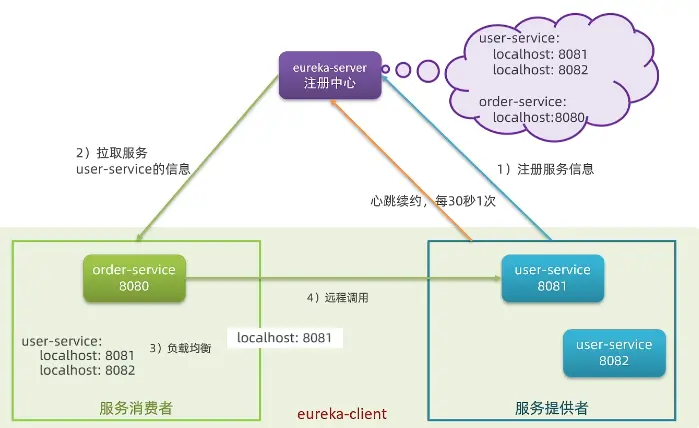 eureka-server
注册中心
user-service:
localhost: 8081
localhost: 8082
order-service:
localhost:8080
2）拉取服务
user-service的信息
1）注册服务信息
心跳续约，每30秒1次
order-service
8080
4）远程调用
user-service
8081
user-service:
localhost: 8081
localhost: 8082
3）负载均衡
localhost: 8081
user-service
8082
服务消费者
eureka-client
服务提供者